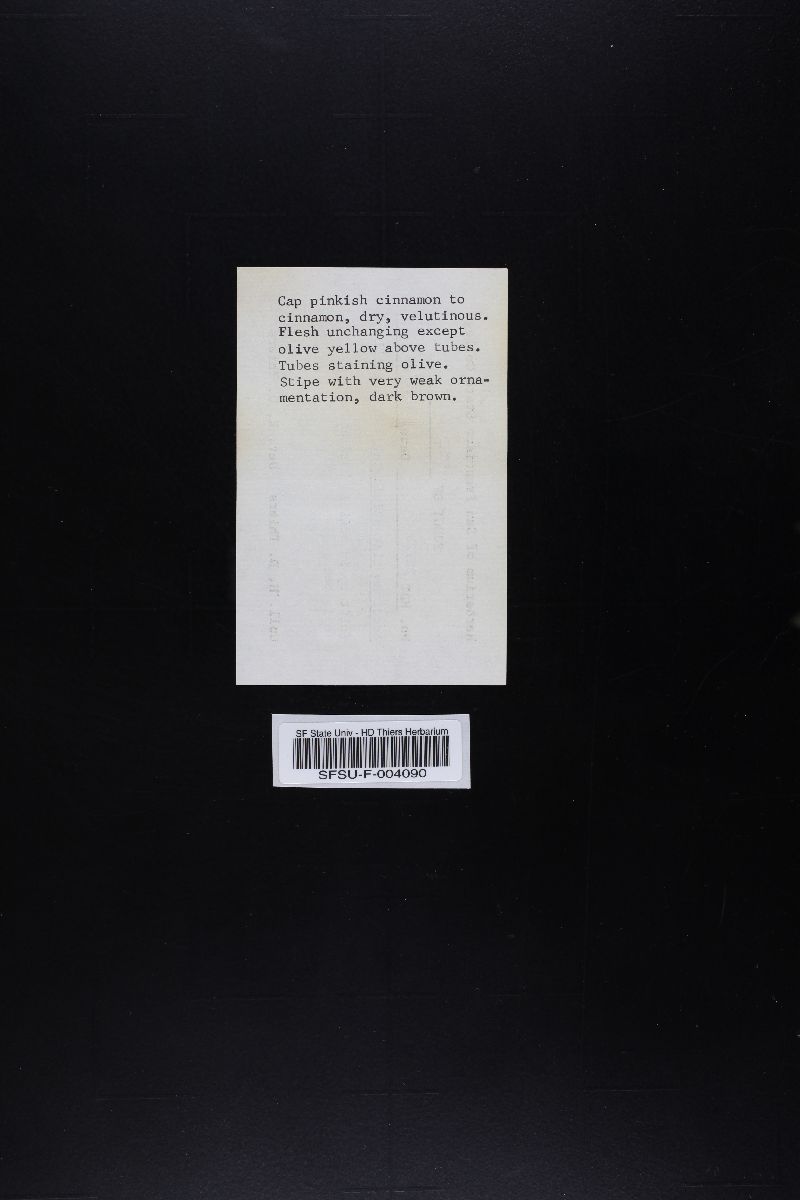 Cap pinkish cinnamon to
cinnamon, dry, velutinous.
Flesh unchanging except
olive yellow above tubes.
Tubes staining olive.
Stipe with very weak orna-
mentation, dark brown.
SF State Univ - HD Thiers Herbarium
SFSU-F-004090